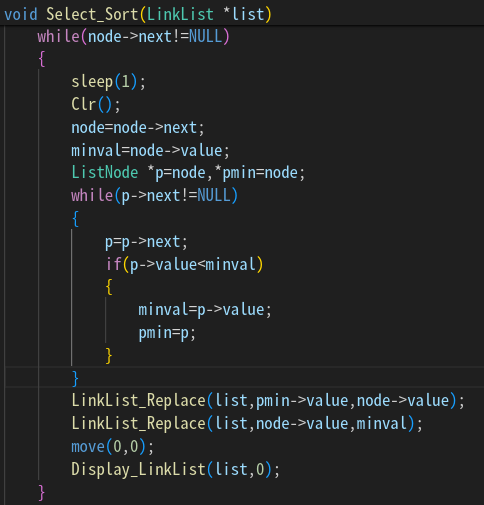 void Select_Sort(LinkList *list)
while(node->next!=NULL)
{
sleep(1);
Clr();
node=node->next;
minval=node->value;
ListNode *p=node,*pmin=node;
while(p->next!=NULL)
{
p=p->next;
if(p->value<minval)
{
minval=p->value;
pmin=p;
}
}
LinkList_Replace(list,pmin->value,node->value);
LinkList_Replace(list,node->value,minval);
move(0,0);
Display_LinkList(list,0);
}